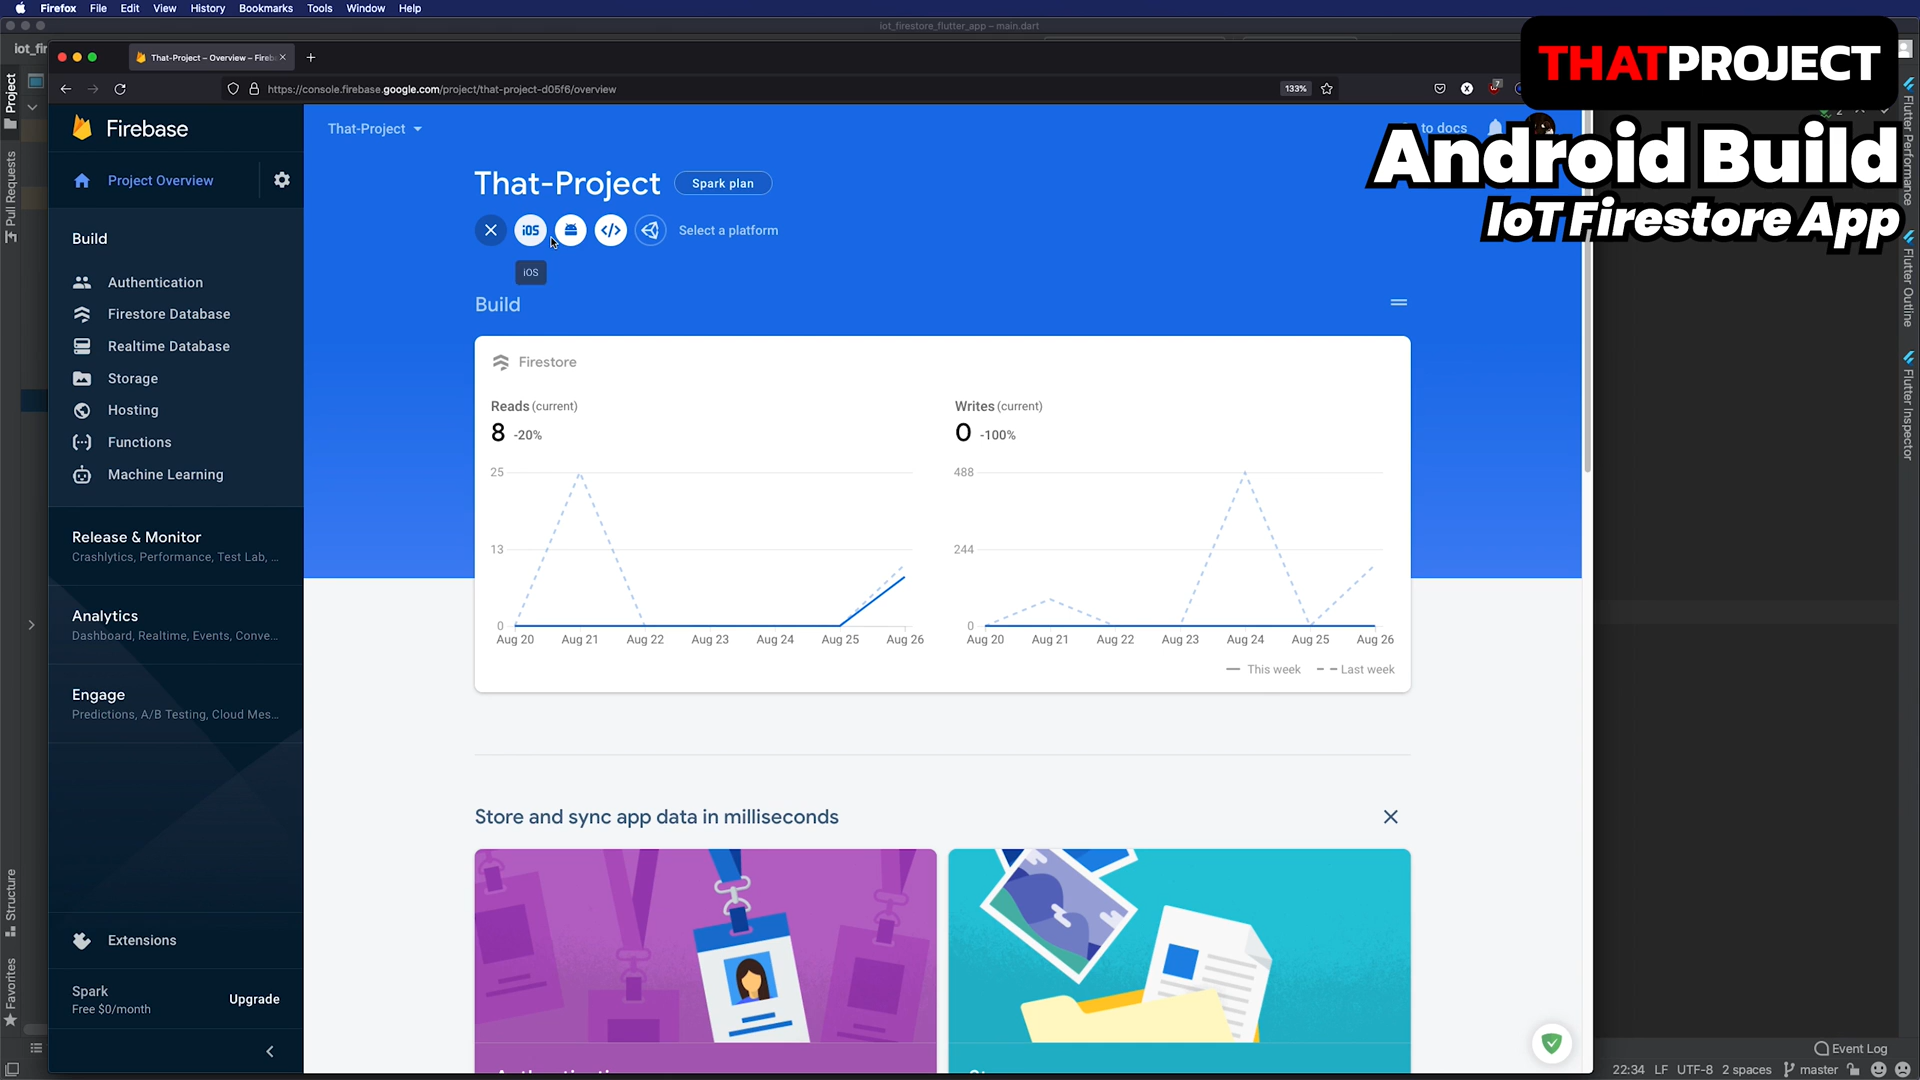 Firefox File Edit View History Bookmarks Tools Window Help
iot_firestore_flutter_app – main.dart
iot_fir
That-Project – Overview – Fireb
https://console.firebase.google.com/project/that-project-d05f6/overview
133%
7
THATPROJECT
Android Build
IoT Firestore App
Project
Pull Requests
Structure
Favorites
Firebase
Project Overview
Build
Authentication
Firestore Database
Realtime Database
Storage
Hosting
Functions
Machine Learning
Release & Monitor
Crashlytics, Performance, Test Lab, ...
Analytics
Dashboard, Realtime, Events, Conve...
Engage
Predictions, A/B Testing, Cloud Mes...
Extensions
Spark
Free $0/month
Upgrade
That-Project
to docs
That-Project
Spark plan
iOS
Select a platform
iOS
Build
Firestore
Reads (current)
8 -20%
25
13
0
Aug 20 Aug 21 Aug 22 Aug 23 Aug 24 Aug 25 Aug 26
Writes (current)
0 -100%
488
244
0
Aug 20 Aug 21 Aug 22 Aug 23 Aug 24 Aug 25 Aug 26
This week Last week
Store and sync app data in milliseconds
2
Flutter Performance
Flutter Outline
Flutter Inspector
Event Log
22:34 LF UTF-8 2 spaces master